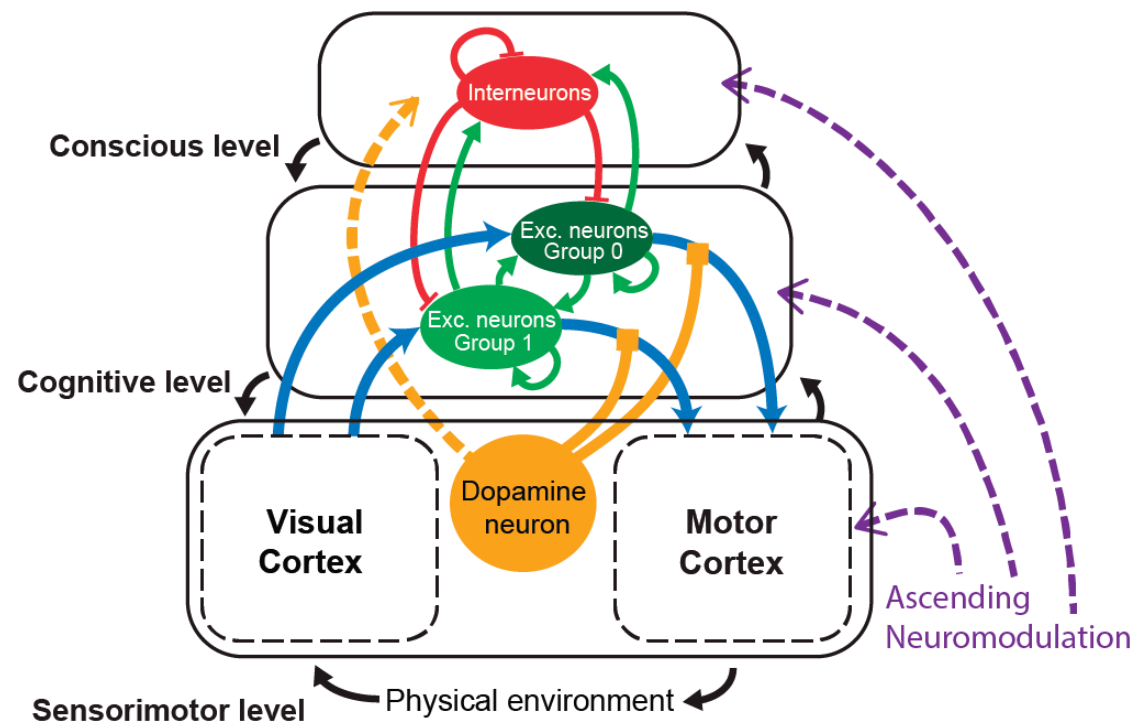 Interneurons
Conscious level
Exc. neurons
Group 0
Exc. neurons
Group 1
Cognitive level
Dopamine
neuron
Visual
Cortex
Motor
Cortex
Ascending
Neuromodulation
Physical environment
Sensorimotor level